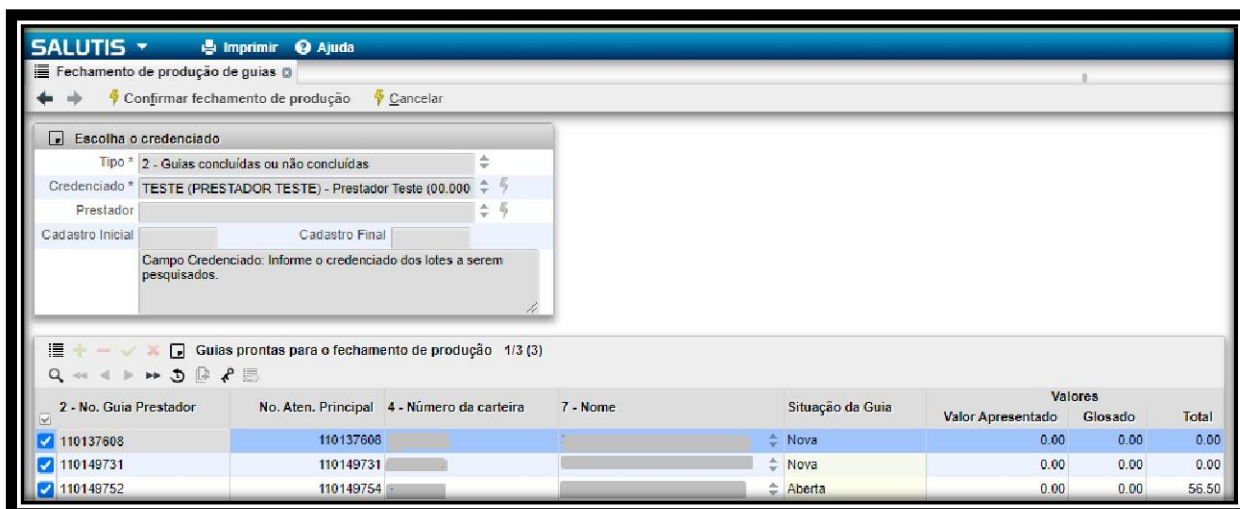 SALUTIS Imprimir Ajuda
Fechamento de produção de guias
Confirmar fechamento de produção Cancelar
Escolha o credenciado
Tipo * 2 - Guias concluídas ou não concluídas
Credenciado * TESTE (PRESTADOR TESTE) - Prestador Teste (00.000
Prestador
Cadastro Inicial Cadastro Final
Campo Credenciado: Informe o credenciado dos lotes a serem
pesquisados.
Guias prontas para o fechamento de produção 1/3 (3)
Valores
2 - No. Guia Prestador No. Aten. Principal 4 - Número da carteira 7 - Nome Situação da Guia Valor Apresentado Glosado Total
110137608 110137608 Nova 0.00 0.00 0.00
110149731 110149731 Nova 0.00 0.00 0.00
110149752 110149754 Aberta 0.00 0.00 56.50